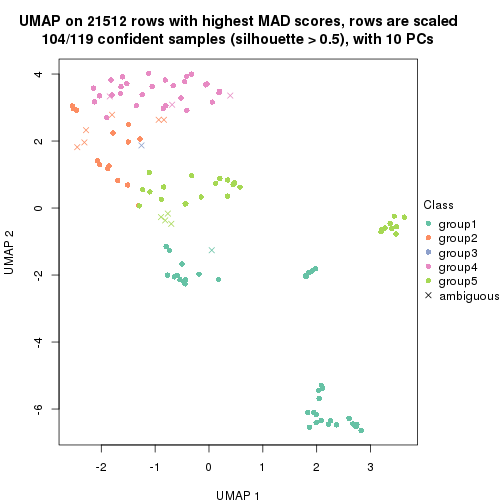 UMAP on 21512 rows with highest MAD scores, rows are scaled
104/119 confident samples (silhouette > 0.5), with 10 PCs
4
2
0
-2
-4
-6
UMAP 2
-2
-1
0
1
2
3
UMAP 1
Class
group1
group2
group3
group4
group5
ambiguous